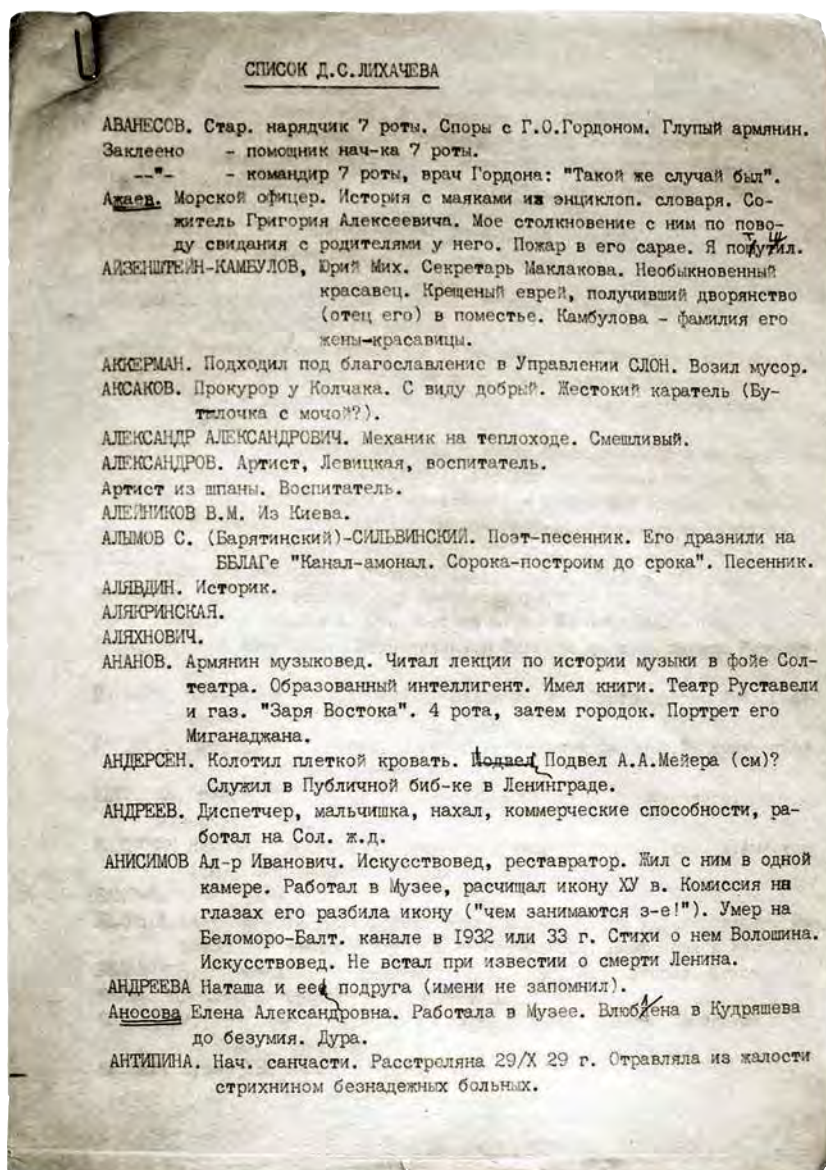 СПИСОК Д.С.ЛИХАЧЕВА
АВАНЕСОВ. Стар. нарядчик 7 роты. Споры с Г.О.Гордоном. Глупый армянин.
Заклеено - помощник нач-ка 7 роты.
--"- - командир 7 роты, врач Гордона: "Такой же случай был".
Ажаев. Морской офицер. История с маяками из энциклоп. словаря. Со-
житель Григория Алексеевича. Мое столкновение с ним по пово-
ду свидания с родителями у него. Пожар в его сарае. Я потушил.
АЙЗЕНШТЕЙН-КАМБУЛОВ, Юрий Мих. Секретарь Маклакова. Необыкновенный
красавец. Крещеный еврей, получивший дворянство
(отец его) в поместье. Камбулова - фамилия его
жены-красавицы.
АККЕРМАН. Подходил под благославление в Управлении СЛОН. Возил мусор.
АКСАКОВ. Прокурор у Колчака. С виду добрый. Жестокий каратель (Бу-
тылочка с мочой?).
АЛЕКСАНДР АЛЕКСАНДРОВИЧ. Механик на теплоходе. Смешливый.
АЛЕКСАНДРОВ. Артист, Левицкая, воспитатель.
Артист из шпаны. Воспитатель.
АЛЕЙНИКОВ В.М. Из Киева.
АЛЫМОВ С. (Барятинский)-СИЛЬВИНСКИЙ. Поэт-песенник. Его дразнили на
ББЛАГе "Канал-амонал. Сорока-построим до срока". Песенник.
АЛЯВДИН. Историк.
АЛЯКРИНСКАЯ.
АЛЯХНОВИЧ.
АНАНОВ. Армянин музыковед. Читал лекции по истории музыки в фойе Сол-
театра. Образованный интеллигент. Имел книги. Театр Руставели
и газ. "Заря Востока". 4 рота, затем городок. Портрет его
Миганаджана.
АНДЕРСЕН. Колотил плеткой кровать. Подвел Подвел А.А.Мейера (см)?
Служил в Публичной биб-ке в Ленинграде.
АНДРЕЕВ. Диспетчер, мальчишка, нахал, коммерческие способности, ра-
ботал на Сол. ж.д.
АНИСИМОВ Ал-р Иванович. Искусствовед, реставратор. Жил с ним в одной
камере. Работал в Музее, расчищал икону ХУ в. Комиссия на
глазах его разбила икону ("чем занимаются з-е!"). Умер на
Беломоро-Балт. канале в 1932 или 33 г. Стихи о нем Волошина.
Искусствовед. Не встал при известии о смерти Ленина.
АНДРЕЕВА Наташа и ее подруга (имени не запомнил).
Аносова Елена Александровна. Работала в Музее. Влюблена в Кудряшева
до безумия. Дура.
АНТИПИНА. Нач. санчасти. Расстреляна 29/X 29 г. Отравляла из жалости
стрихнином безнадежных больных.